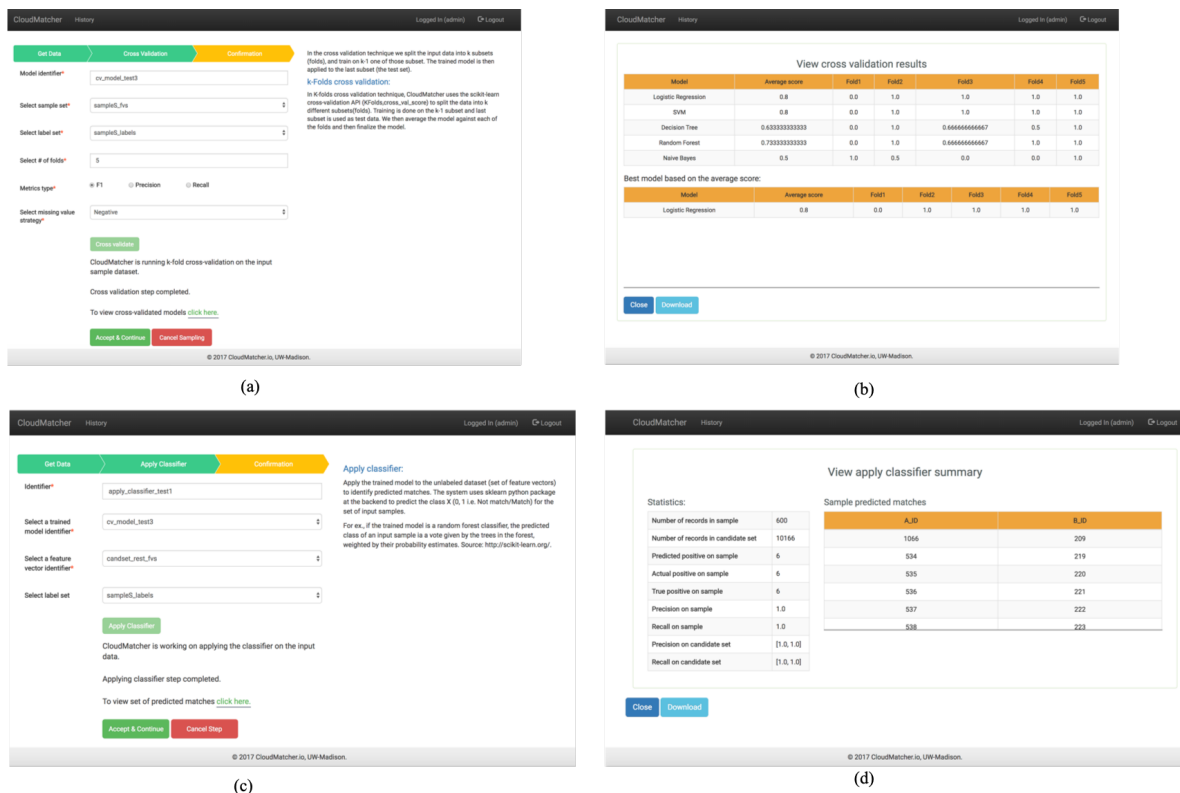 CloudMatcher History Logged In (admin) Logout
Get Data Cross Validation Confirmation
Model identifier* cv_model_test3
Select sample set* sampleS_fvs
Select label set* sampleS_labels
Select # of folds* 5
Metrics type* F1 Precision Recall
Select missing value
strategy*
Negative
Cross validate
CloudMatcher is running k-fold cross-validation on the input
sample dataset.
Cross validation step completed.
To view cross-validated models click here.
Accept & Continue Cancel Sampling
In the cross validation technique we split the input data into k subsets
(folds), and train on k-1 one of those subset. The trained model is then
applied to the last subset (the test set).
k-Folds cross validation:
In K-folds cross validation technique, CloudMatcher uses the scikit-learn
cross-validation API (KFolds,cross_val_score) to split the data into k
different subsets(folds). Training is done on the k-1 subset and last
subset is used as test data. We then average the model against each of
the folds and then finalize the model.
© 2017 CloudMatcher.io, UW-Madison.
(a)
CloudMatcher History Logged In (admin) Logout
View cross validation results
Model Average score Fold1 Fold2 Fold3 Fold4 Fold5
Logistic Regression 0.8 0.0 1.0 1.0 1.0 1.0
SVM 0.8 0.0 1.0 1.0 1.0 1.0
Decision Tree 0.633333333333 0.0 1.0 0.666666666667 0.5 1.0
Random Forest 0.733333333333 0.0 1.0 0.666666666667 1.0 1.0
Naive Bayes 0.5 1.0 0.5 0.0 0.0 1.0
Best model based on the average score:
Model Average score Fold1 Fold2 Fold3 Fold4 Fold5
Logistic Regression 0.8 0.0 1.0 1.0 1.0 1.0
Close Download
© 2017 CloudMatcher.io, UW-Madison.
(b)
CloudMatcher History Logged In (admin) Logout
Get Data Apply Classifier Confirmation
Identifier* apply_classifier_test1
Select a trained
model identifier*
cv_model_test3
Select a feature
vector identifier*
candset_rest_fvs
Select label set sampleS_labels
Apply Classifier
CloudMatcher is working on applying the classifier on the input
data.
Applying classifier step completed.
To view set of predicted matches click here.
Accept & Continue Cancel Step
Apply classifier:
Apply the trained model to the unlabeled dataset (set of feature vectors)
to identify predicted matches. The system uses sklearn python package
at the backend to predict the class X (0, 1 i.e. Not match/Match) for the
set of input samples.
For ex., if the trained model is a random forest classifier, the predicted
class of an input sample is a vote given by the trees in the forest,
weighted by their probability estimates. Source: http://scikit-learn.org/.
© 2017 CloudMatcher.io, UW-Madison.
(c)
CloudMatcher History Logged In (admin) Logout
View apply classifier summary
Statistics:
Number of records in sample 600
Number of records in candidate set 10166
Predicted positive on sample 6
Actual positive on sample 6
True positive on sample 6
Precision on sample 1.0
Recall on sample 1.0
Precision on candidate set [1.0, 1.0]
Recall on candidate set [1.0, 1.0]
Sample predicted matches
A_ID B_ID
1066 209
534 219
535 220
536 221
537 222
538 223
Close Download
© 2017 CloudMatcher.io, UW-Madison.
(d)